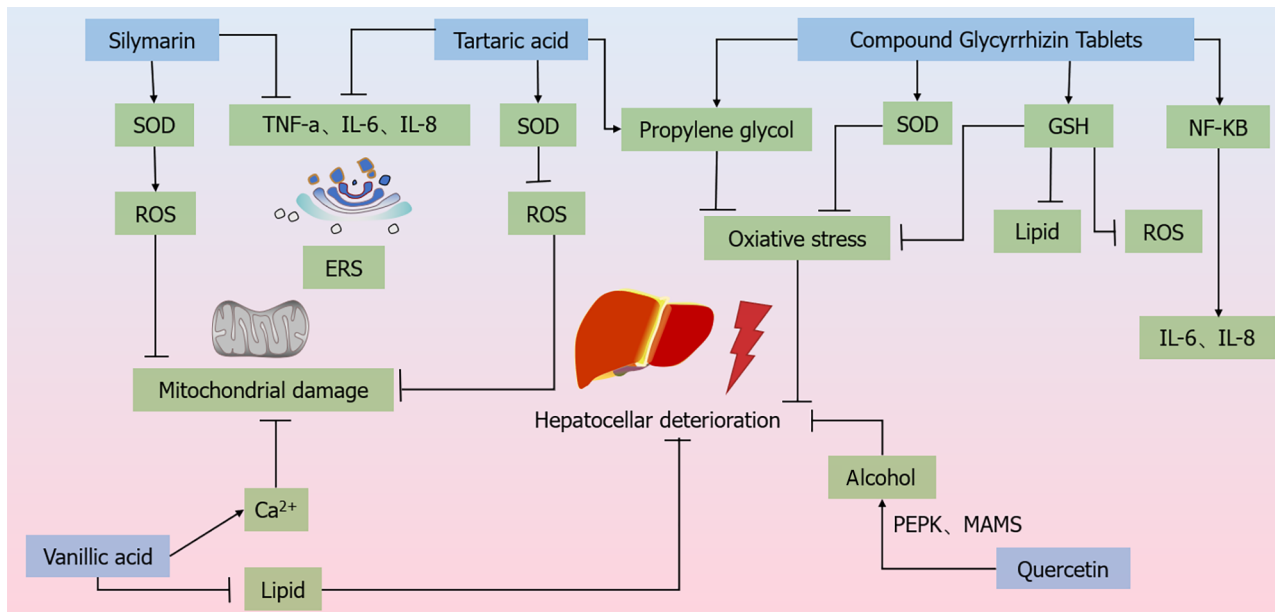 Silymarin
Tartaric acid
Compound Glycyrrhizin Tablets
SOD
TNF-a、IL-6、IL-8
SOD
Propylene glycol
SOD
GSH
NF-KB
ROS
ROS
Oxiative stress
Lipid
ROS
ERS
IL-6、IL-8
Mitochondrial damage
Hepatocellar deterioration
Alcohol
Ca²⁺
PEPK、MAMS
Vanillic acid
Quercetin
Lipid